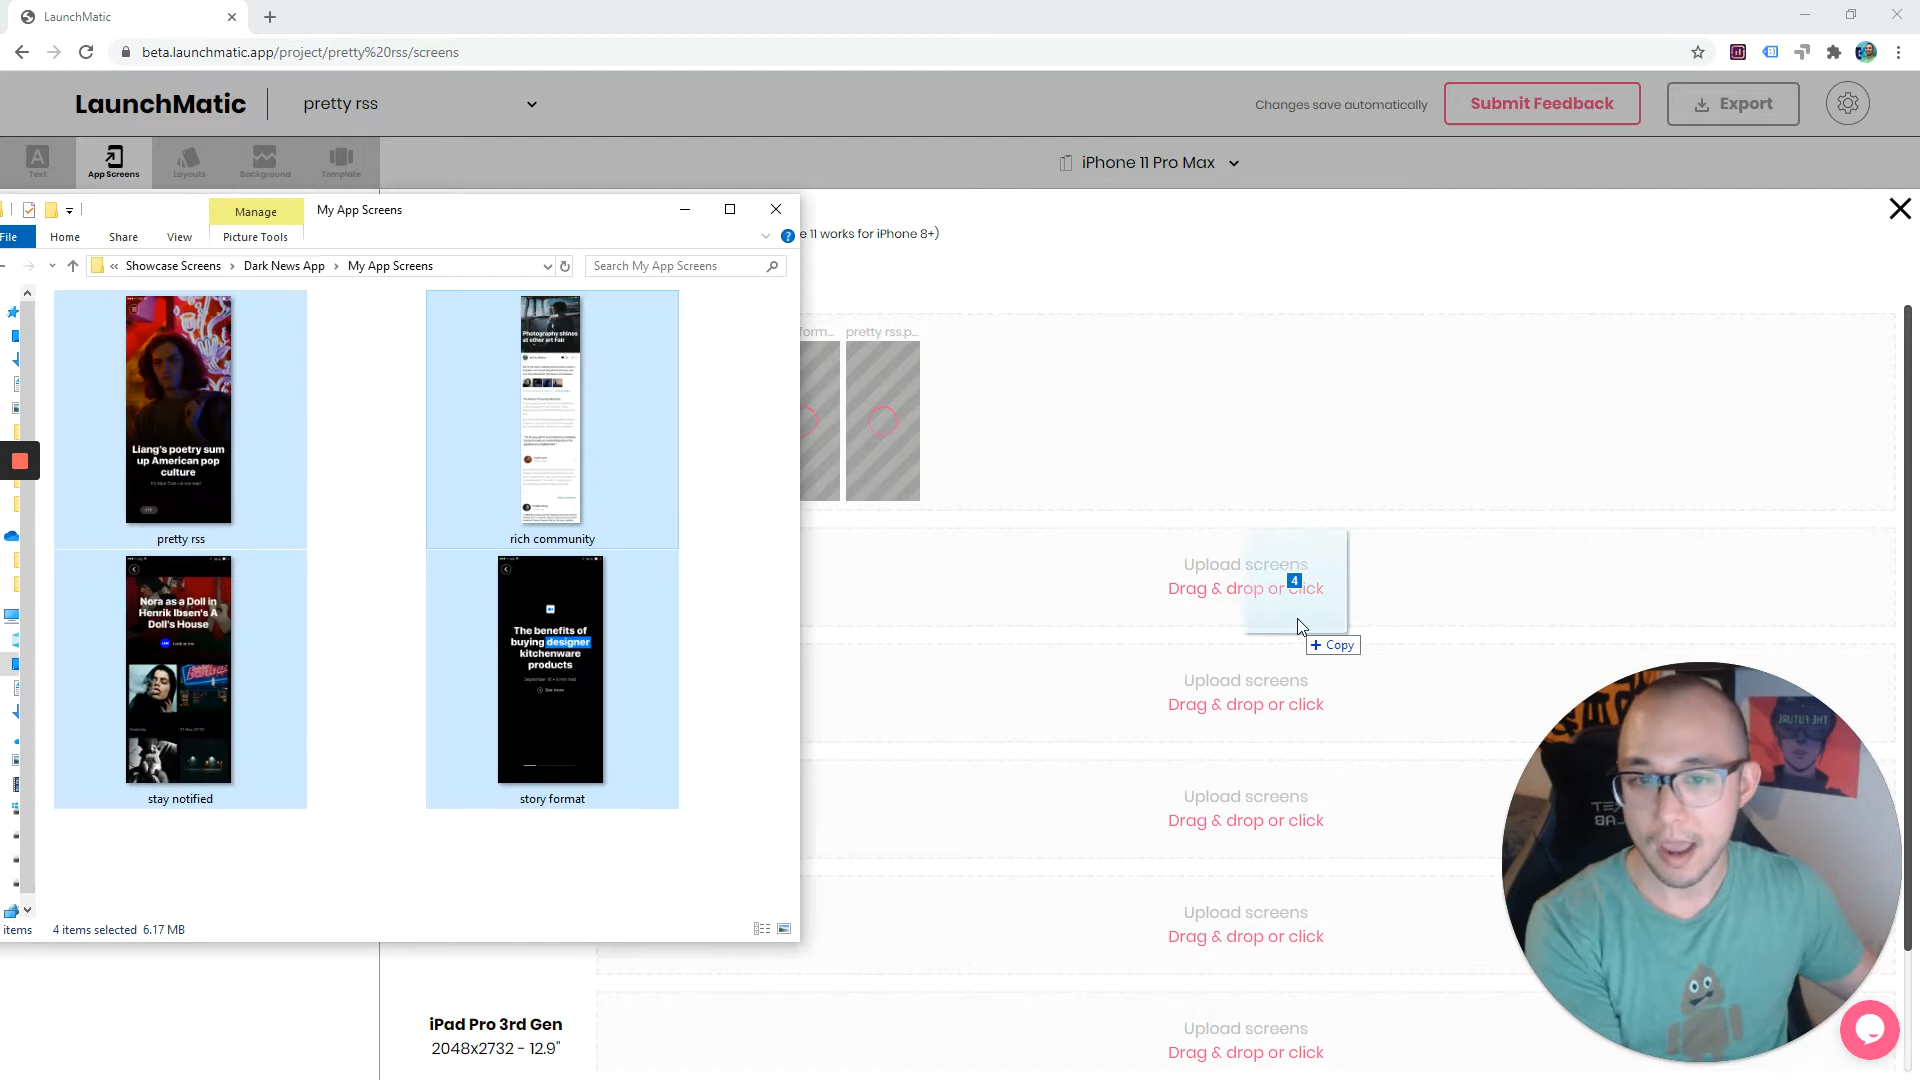 LaunchMatic
beta.launchmatic.app/project/pretty%20rss/screens
LaunchMatic
pretty rss
Changes save automatically
Submit Feedback
Export
Text
App Screens
Layouts
Background
Template
iPhone 11 Pro Max
Manage
My App Screens
File
Home
Share
View
Picture Tools
e 11 works for iPhone 8+)
« Showcase Screens > Dark News App > My App Screens
Search My App Screens
Liang's poetry sum
up American pop
culture
pretty rss
Photography shines
at other art Fair
rich community
Nora as a Doll in
Henrik Ibsen's A
Doll's House
Look at me
Yesterday
stay notified
The benefits of
buying designer
kitchenware
products
See more
story format
form...
pretty rss.p...
Upload screens
Drag & drop or click
4
+ Copy
Upload screens
Drag & drop or click
Upload screens
Drag & drop or click
Upload screens
Drag & drop or click
items
4 items selected 6.17 MB
iPad Pro 3rd Gen
2048x2732 - 12.9"
Upload screens
Drag & drop or click